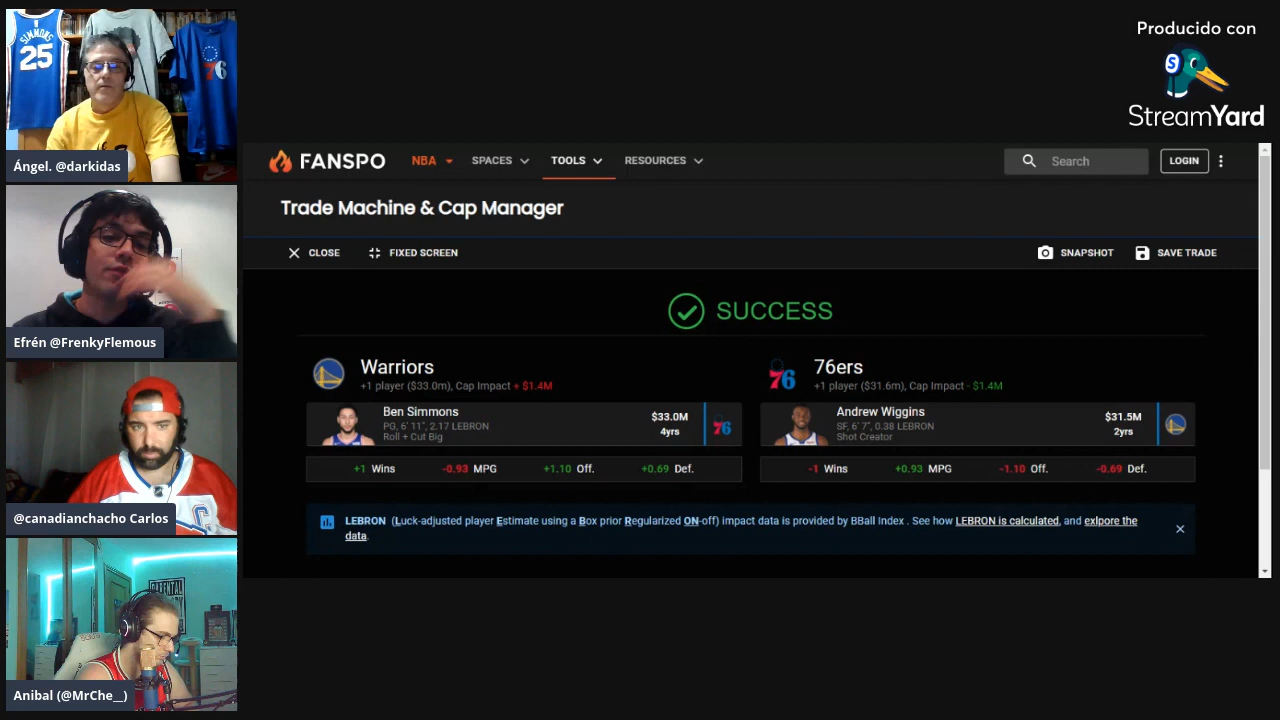 Producido con
StreamYard
SIMMONS
25
76
Ángel. @darkidas
Efrén @FrenkyFlemous
@canadianchacho Carlos
Anibal (@MrChe__)
FANSPO
NBA
SPACES
TOOLS
RESOURCES
Search
LOGIN
Trade Machine & Cap Manager
CLOSE
FIXED SCREEN
SNAPSHOT
SAVE TRADE
SUCCESS
Warriors
+1 player ($33.0m), Cap Impact + $1.4M
Ben Simmons
PG, 6' 11", 2.17 LEBRON
Roll + Cut Big
$33.0M
4yrs
+1 Wins
-0.93 MPG
+1.10 Off.
+0.69 Def.
76ers
+1 player ($31.6m), Cap Impact - $1.4M
Andrew Wiggins
SF, 6' 7", 0.38 LEBRON
Shot Creator
$31.5M
2yrs
-1 Wins
+0.93 MPG
-1.10 Off.
-0.69 Def.
LEBRON (Luck-adjusted player Estimate using a Box prior Regularized ON-off) impact data is provided by BBall Index . See how LEBRON is calculated, and exlpore the
data.